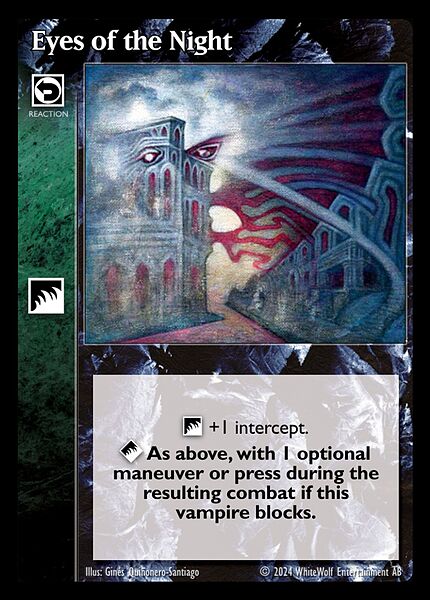 Eyes of the Night
REACTION
+1 intercept.
As above, with 1 optional
maneuver or press during the
resulting combat if this
vampire blocks.
Illus: Ginés Quiñonero-Santiago
© 2024 WhiteWolf Entertainment AB